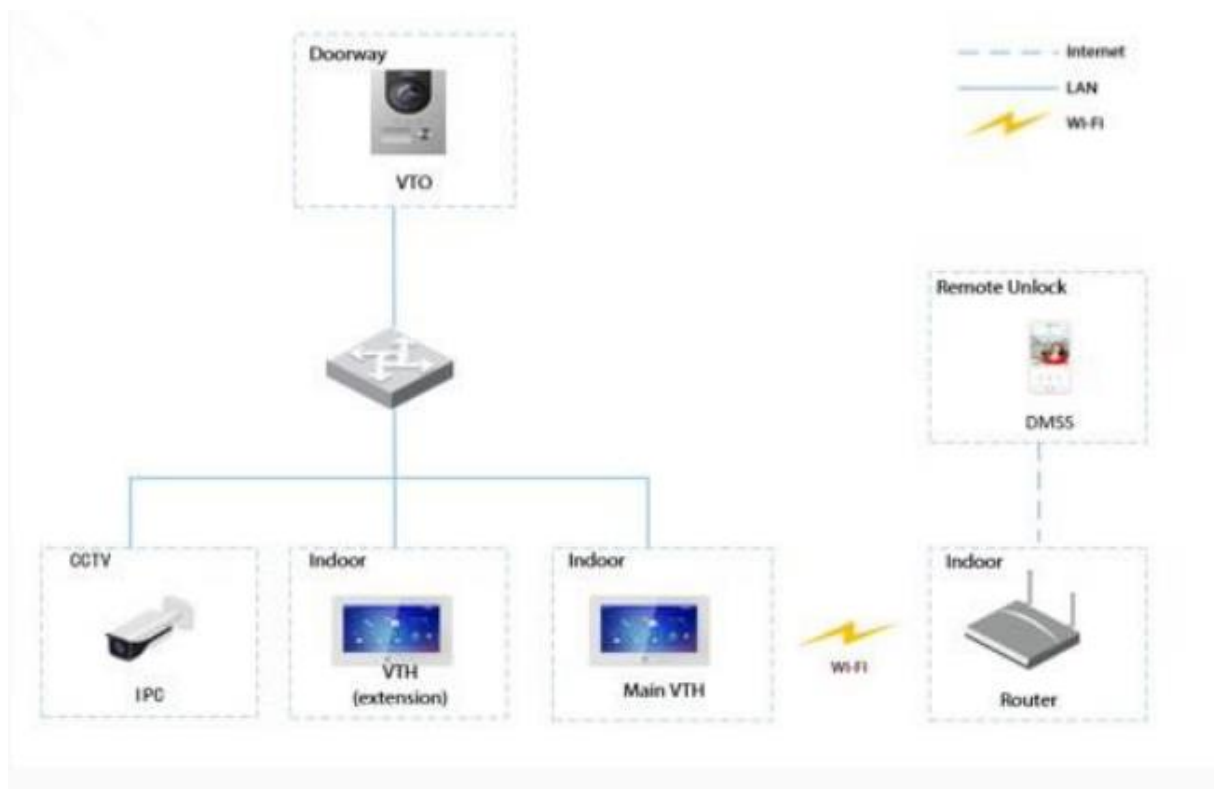 Doorway
VTO
Internet
LAN
Wi-Fi
Remote Unlock
DMSS
CCTV
IPC
Indoor
VTH
(extension)
Indoor
Main VTH
WI-FI
Indoor
Router